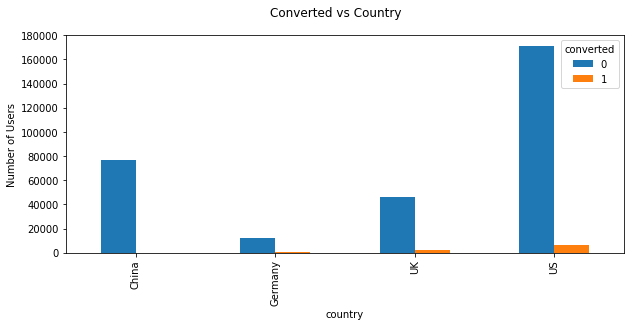 Converted vs Country
converted
0
1
Number of Users
180000
160000
140000
120000
100000
80000
60000
40000
20000
0
China
Germany
UK
US
country